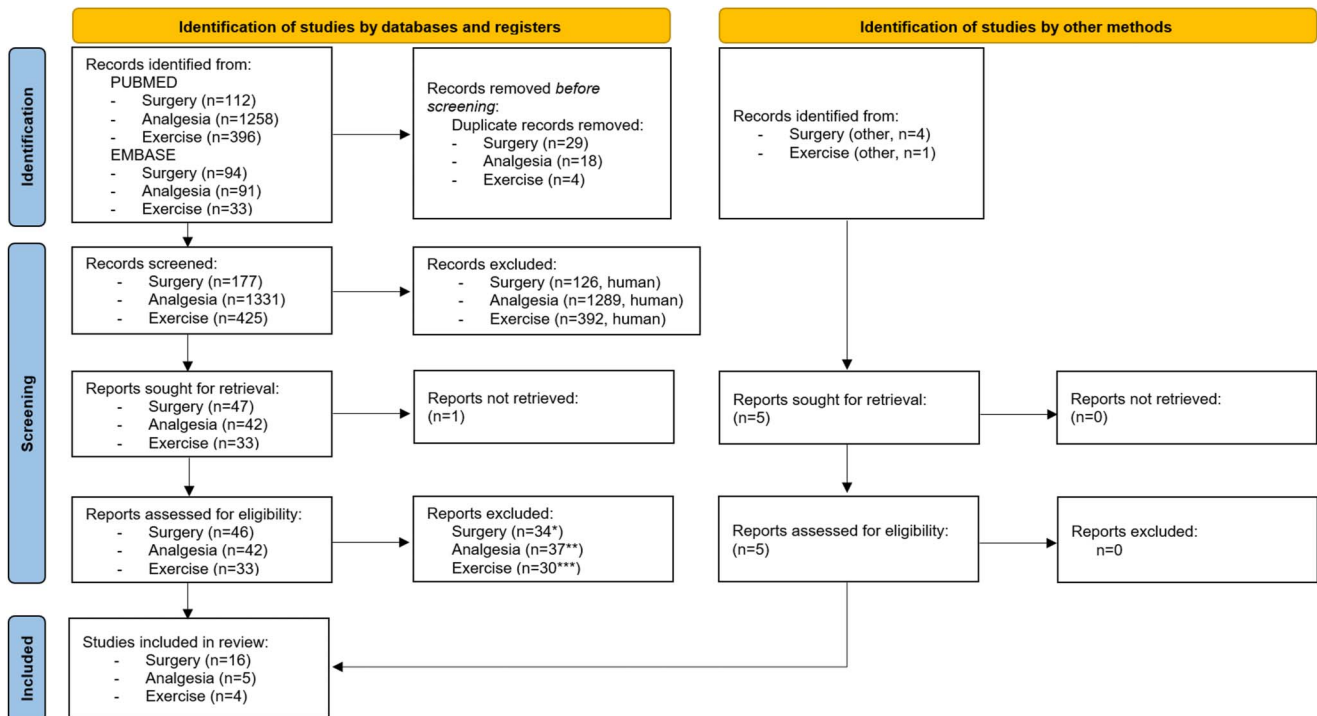 Identification of studies by databases and registers
Identification of studies by other methods
Identification
Records identified from:
PUBMED
- Surgery (n=112)
- Analgesia (n=1258)
- Exercise (n=396)
EMBASE
- Surgery (n=94)
- Analgesia (n=91)
- Exercise (n=33)
Records removed before
screening:
Duplicate records removed:
- Surgery (n=29)
- Analgesia (n=18)
- Exercise (n=4)
Records identified from:
- Surgery (other, n=4)
- Exercise (other, n=1)
Screening
Records screened:
- Surgery (n=177)
- Analgesia (n=1331)
- Exercise (n=425)
Records excluded:
- Surgery (n=126, human)
- Analgesia (n=1289, human)
- Exercise (n=392, human)
Reports sought for retrieval:
- Surgery (n=47)
- Analgesia (n=42)
- Exercise (n=33)
Reports not retrieved:
(n=1)
Reports sought for retrieval:
(n=5)
Reports not retrieved:
(n=0)
Reports assessed for eligibility:
- Surgery (n=46)
- Analgesia (n=42)
- Exercise (n=33)
Reports excluded:
Surgery (n=34*)
Analgesia (n=37**)
Exercise (n=30***)
Reports assessed for eligibility:
(n=5)
Reports excluded:
n=0
Included
Studies included in review:
- Surgery (n=16)
- Analgesia (n=5)
- Exercise (n=4)